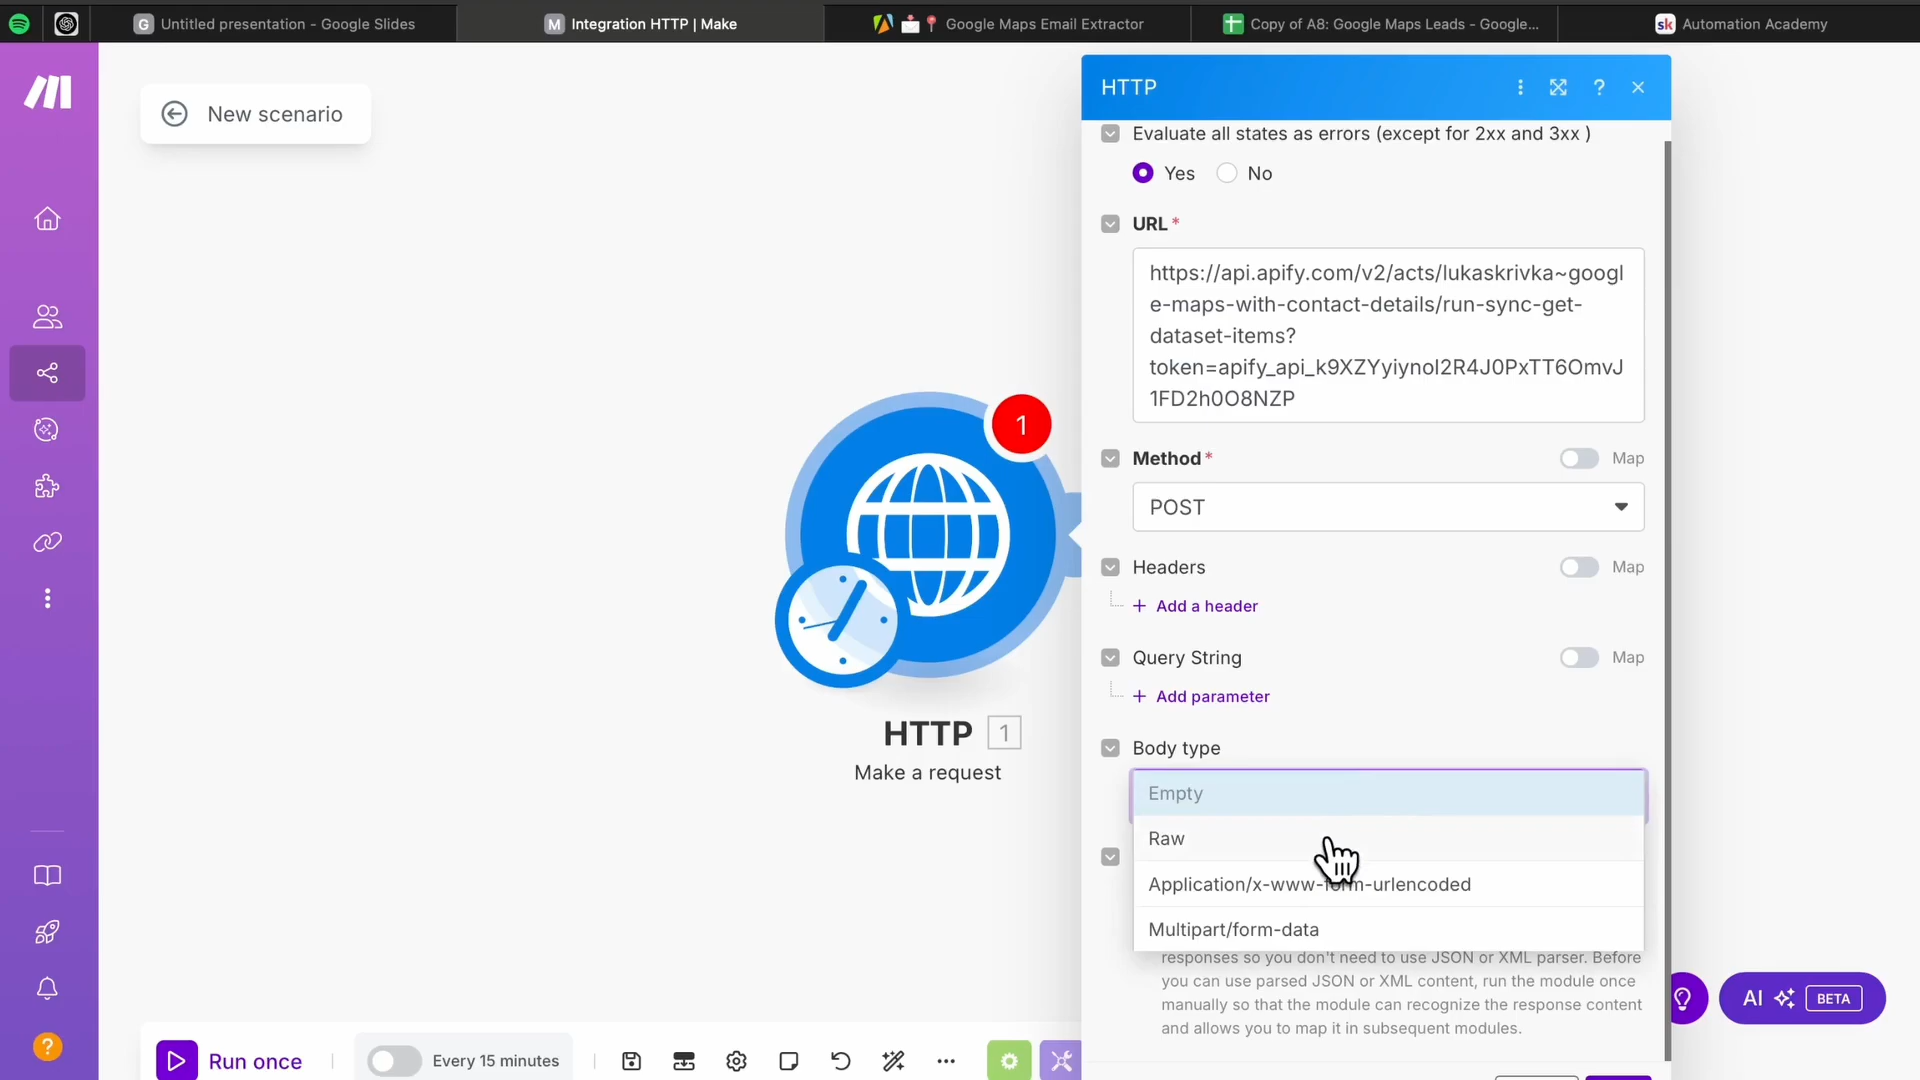 Untitled presentation - Google Slides
Integration HTTP | Make
Google Maps Email Extractor
Copy of A8: Google Maps Leads - Google...
sk Automation Academy
New scenario
HTTP
Evaluate all states as errors (except for 2xx and 3xx )
Yes No
URL *
https://api.apify.com/v2/acts/lukaskrivka~googl
e-maps-with-contact-details/run-sync-get-
dataset-items?
token=apify_api_k9XZYyiynoI2R4J0PxTT6OmvJ
1FD2h0O8NZP
Method * Map
POST
Headers Map
+ Add a header
Query String Map
+ Add parameter
Body type
Empty
Raw
Application/x-www-form-urlencoded
Multipart/form-data
responses so you don't need to use JSON or XML parser. Before
you can use parsed JSON or XML content, run the module once
manually so that the module can recognize the response content
and allows you to map it in subsequent modules.
1
HTTP 1
Make a request
AI BETA
Run once
Every 15 minutes